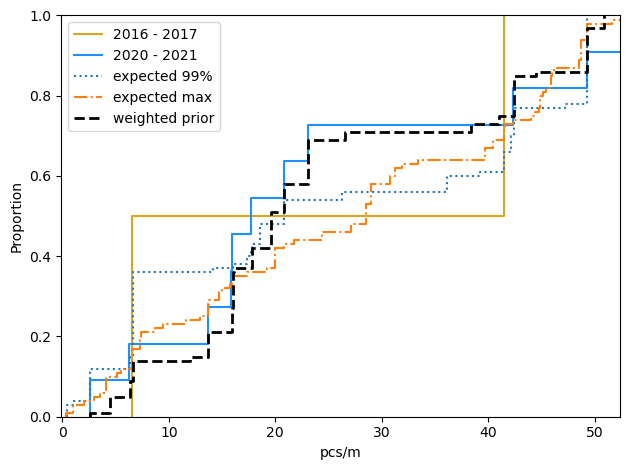 2016 - 2017
2020 - 2021
expected 99%
expected max
weighted prior
1.0
0.8
0.6
0.4
0.2
0.0
Proportion
0 10 20 30 40 50
pcs/m